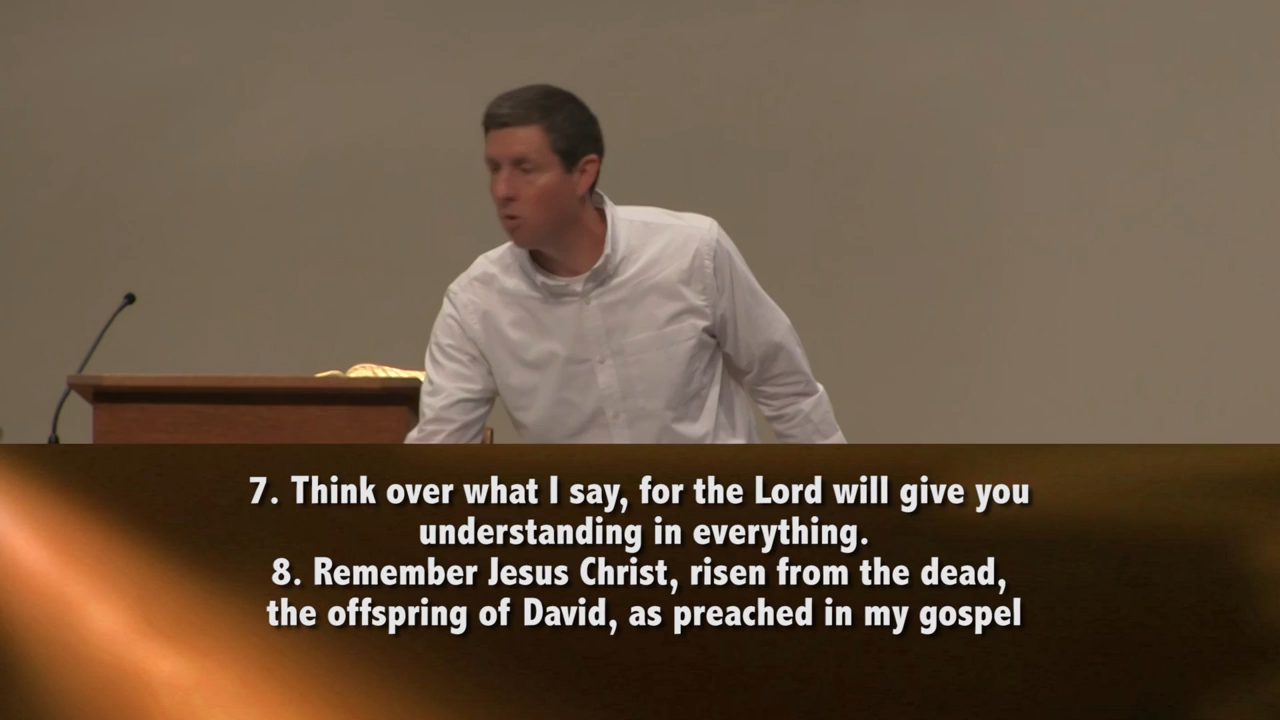 7. Think over what I say, for the Lord will give you
understanding in everything.
8. Remember Jesus Christ, risen from the dead,
the offspring of David, as preached in my gospel